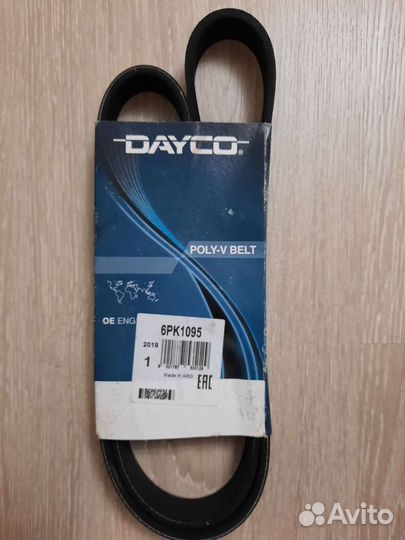 DAYCO®
POLY-V BELT
OE ENG
6PK1095
2019
1
Made in ARG
EAC
Avito